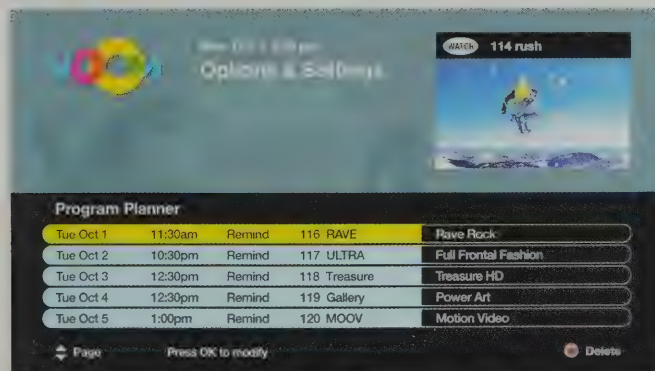 Options & Settings
WATCH 114 rush
Program Planner
Tue Oct 1 11:30am Remind 116 RAVE Rave Rock
Tue Oct 2 10:30pm Remind 117 ULTRA Full Frontal Fashion
Tue Oct 3 12:30pm Remind 118 Treasure Treasure HD
Tue Oct 4 12:30pm Remind 119 Gallery Power Art
Tue Oct 5 1:00pm Remind 120 MOOV Motion Video
Page Press OK to modify Delete